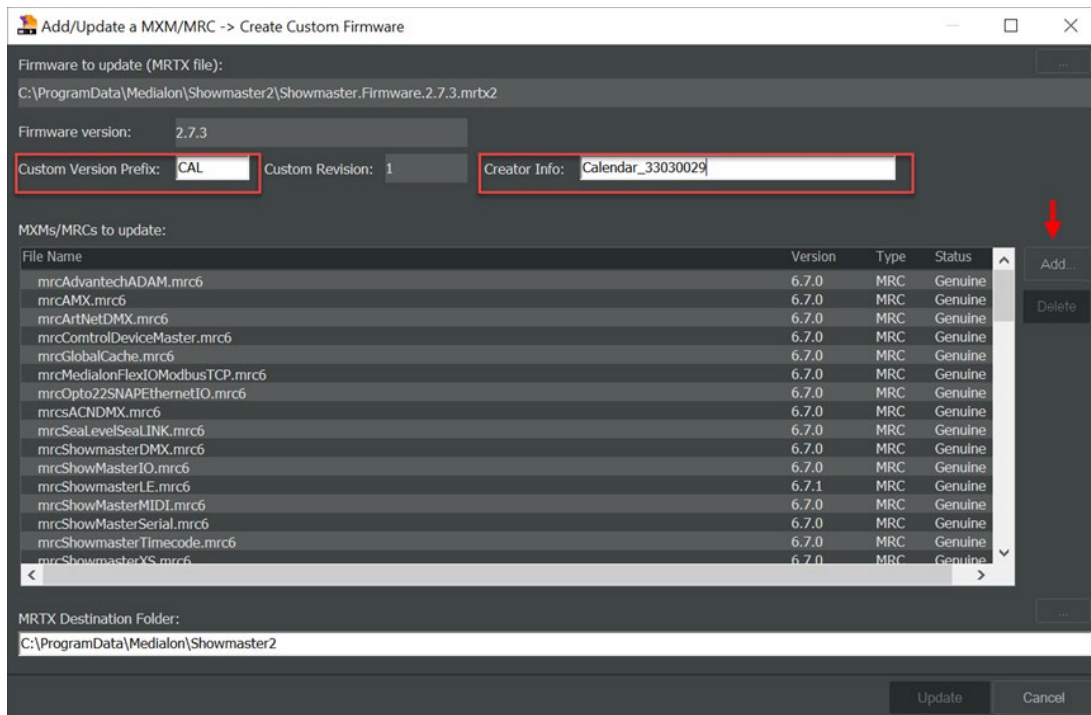 Add/Update a MXM/MRC -> Create Custom Firmware
Firmware to update (MRTX file):
...
C:\ProgramData\Medialon\Showmaster2\Showmaster.Firmware.2.7.3.mrtx2
Firmware version: 2.7.3
Custom Version Prefix: CAL Custom Revision: 1 Creator Info: Calendar_33030029
MXMs/MRCs to update:
File Name Version Type Status
Add...
mrcAdvantechADAM.mrc6 6.7.0 MRC Genuine
mrcAMX.mrc6 6.7.0 MRC Genuine
Delete
mrcArtNetDMX.mrc6 6.7.0 MRC Genuine
mrcComtrolDeviceMaster.mrc6 6.7.0 MRC Genuine
mrcGlobalCache.mrc6 6.7.0 MRC Genuine
mrcMedialonFlexIOModbusTCP.mrc6 6.7.0 MRC Genuine
mrcOpto22SNAPEthernetIO.mrc6 6.7.0 MRC Genuine
mrcsACNDMX.mrc6 6.7.0 MRC Genuine
mrcSeaLevelSeaLINK.mrc6 6.7.0 MRC Genuine
mrcShowmasterDMX.mrc6 6.7.0 MRC Genuine
mrcShowMasterIO.mrc6 6.7.0 MRC Genuine
mrcShowmasterLE.mrc6 6.7.1 MRC Genuine
mrcShowMasterMIDI.mrc6 6.7.0 MRC Genuine
mrcShowMasterSerial.mrc6 6.7.0 MRC Genuine
mrcShowmasterTimecode.mrc6 6.7.0 MRC Genuine
mrcShowmasterXS.mrc6 6.7.0 MRC Genuine
MRTX Destination Folder:
...
C:\ProgramData\Medialon\Showmaster2
Update Cancel